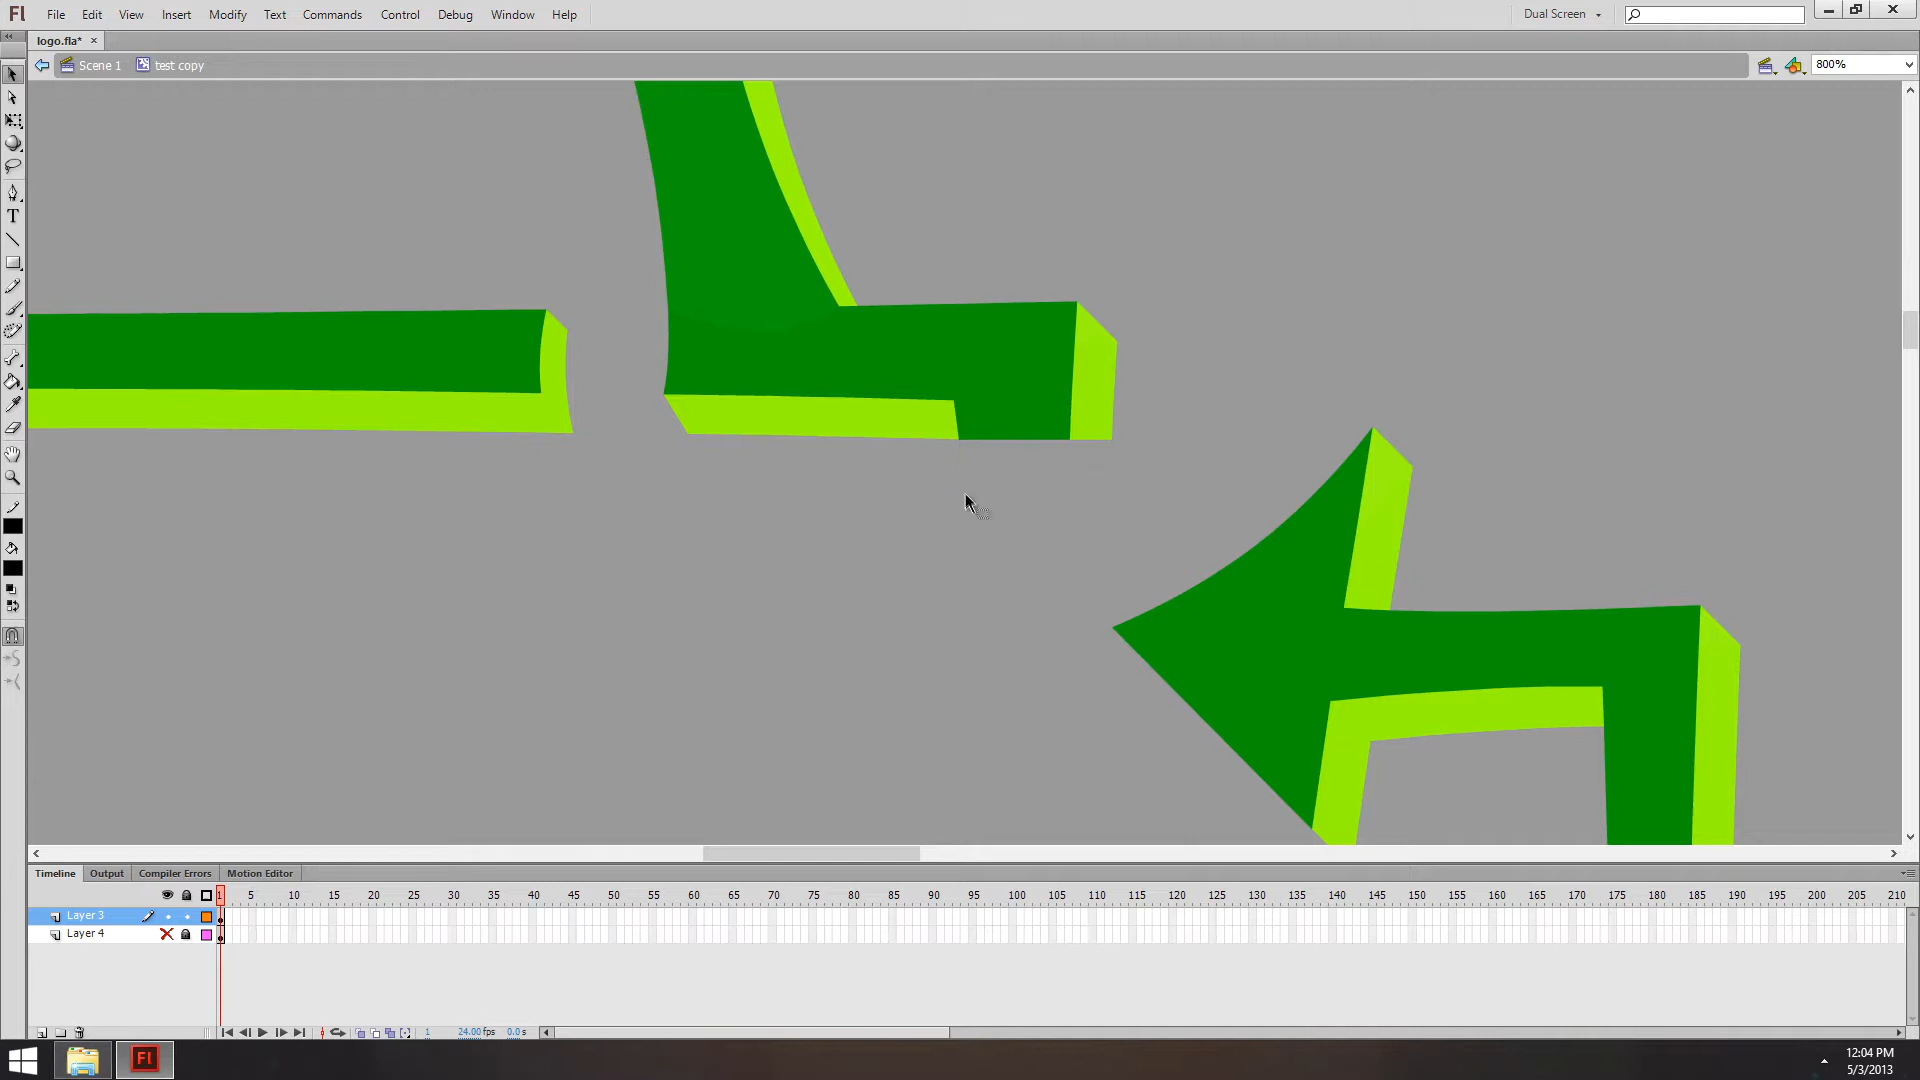 Fl File Edit View Insert Modify Text Commands Control Debug Window Help Dual Screen
logo.fla* ×
Scene 1 test copy 800%
T
Timeline Output Compiler Errors Motion Editor
1 5 10 15 20 25 30 35 40 45 50 55 60 65 70 75 80 85 90 95 100 105 110 115 120 125 130 135 140 145 150 155 160 165 170 175 180 185 190 195 200 205 210
Layer 3
Layer 4
1 24.00 fps 0.0 s
Fl
12:04 PM
5/3/2013